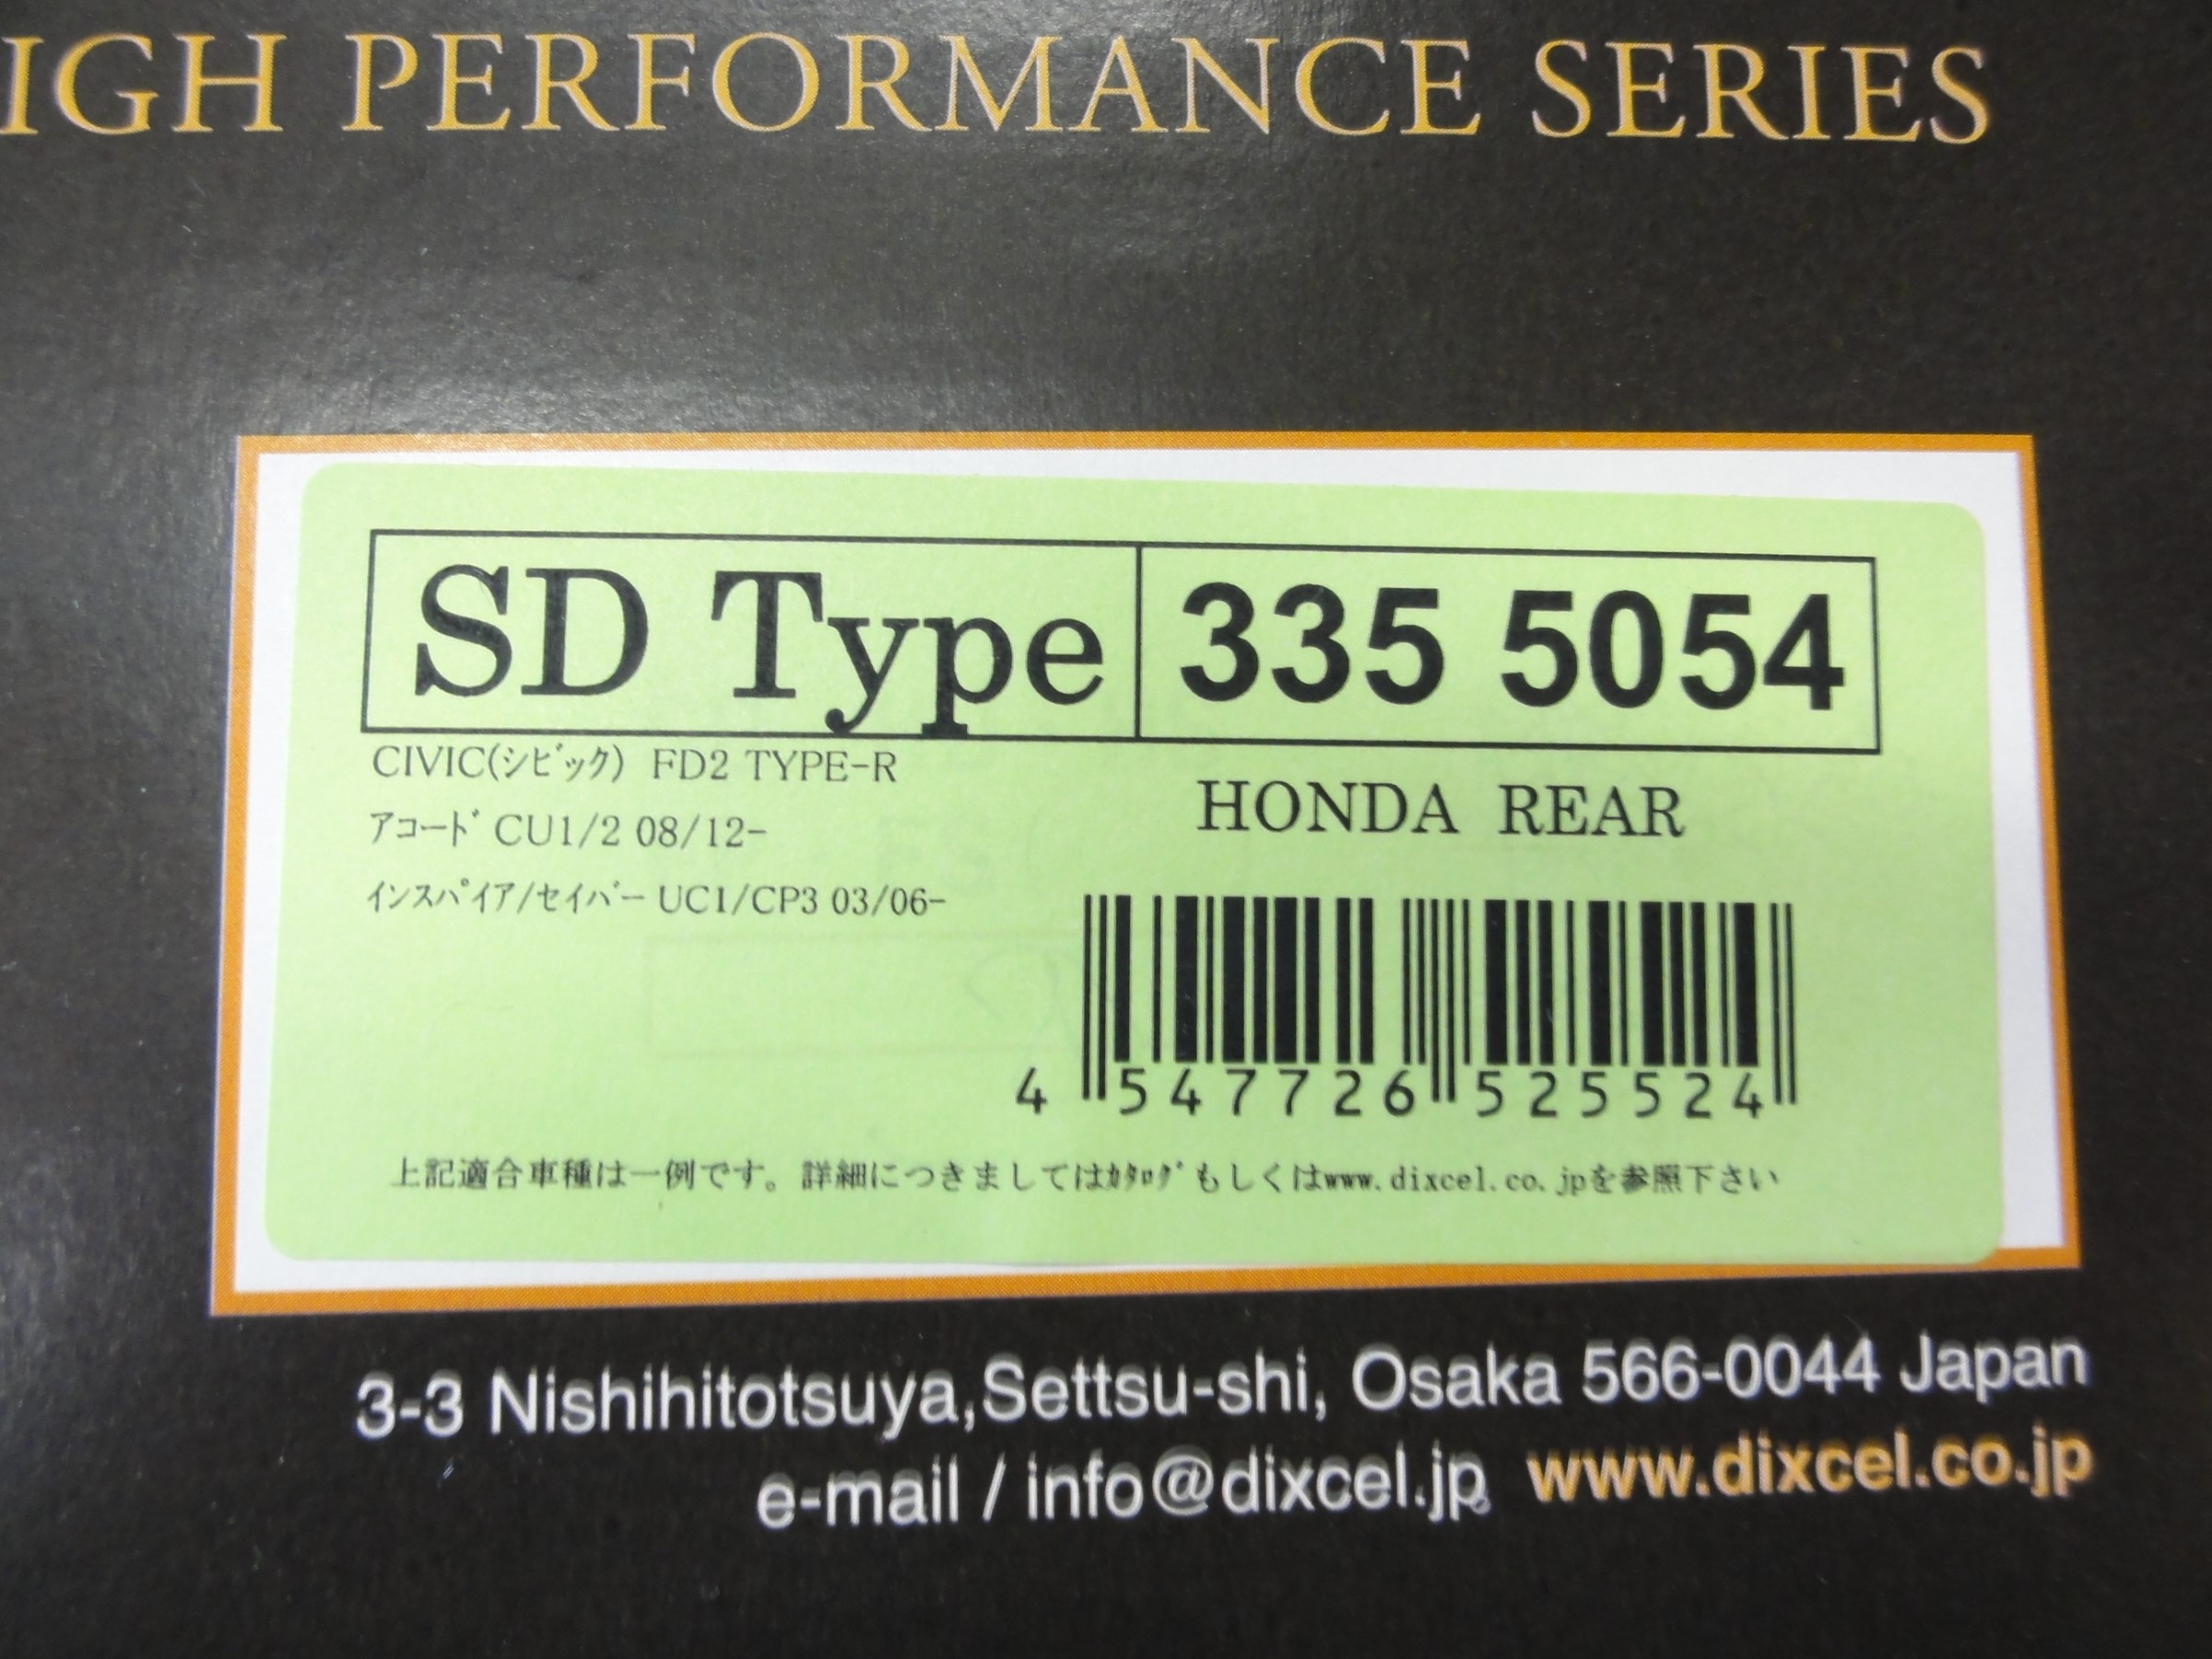 IGH PERFORMANCE SERIES
SD Type 335 5054
CIVIC(ｼﾋﾞｯｸ) FD2 TYPE-R
ｱｺｰﾄﾞ CU1/2 08/12-
ｲﾝｽﾊﾟｲｱ/ｾｲﾊﾞｰ UC1/CP3 03/06-
HONDA REAR
4 547726 525524
上記適合車種は一例です。詳細につきましてはｶﾀﾛｸﾞもしくはwww.dixcel.co.jpを参照下さい
3-3 Nishihitotsuya,Settsu-shi, Osaka 566-0044 Japan
e-mail / info@dixcel.jp www.dixcel.co.jp